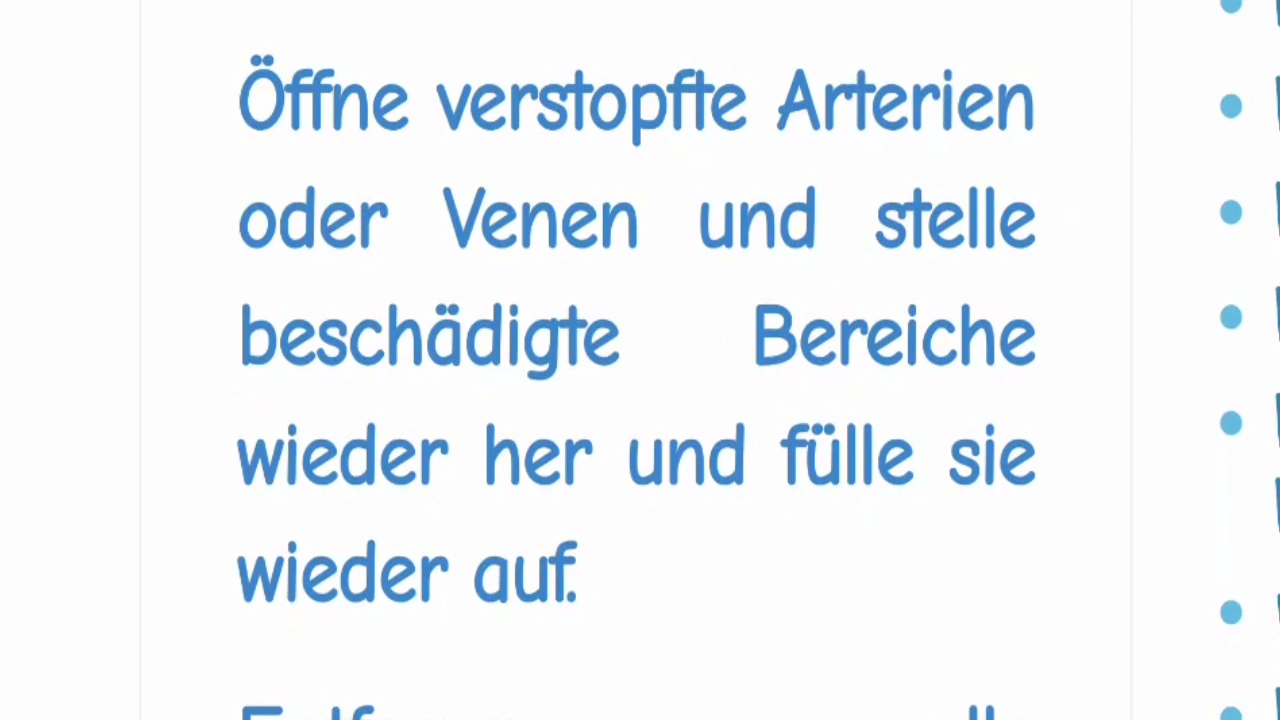 Öffne verstopfte Arterien
oder Venen und stelle
beschädigte Bereiche
wieder her und fülle sie
wieder auf.